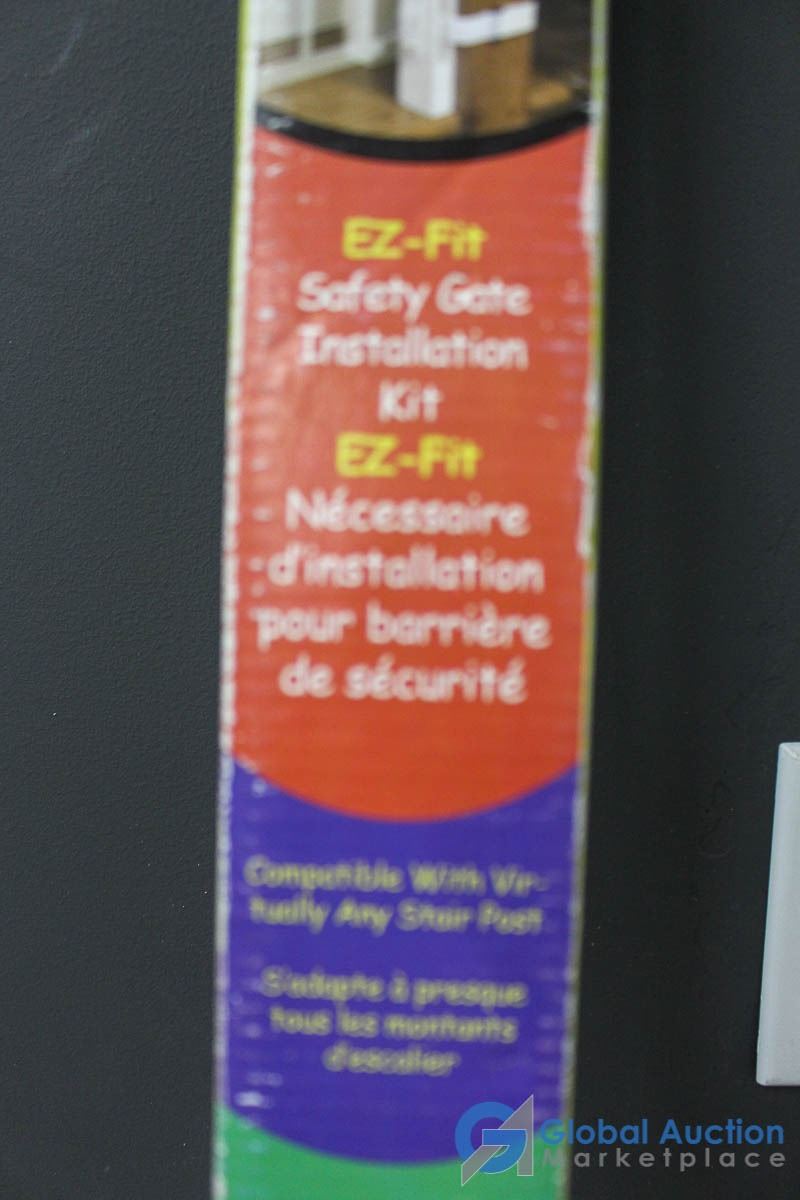 EZ-Fit
Safety Gate
Installation
Kit
EZ-Fit
Nécessaire
d'installation
pour barrière
de sécurité
Compatible With Vir-
tually Any Stair Post
S'adapte à presque
tous les montants
d'escalier
Global Auction
Marketplace